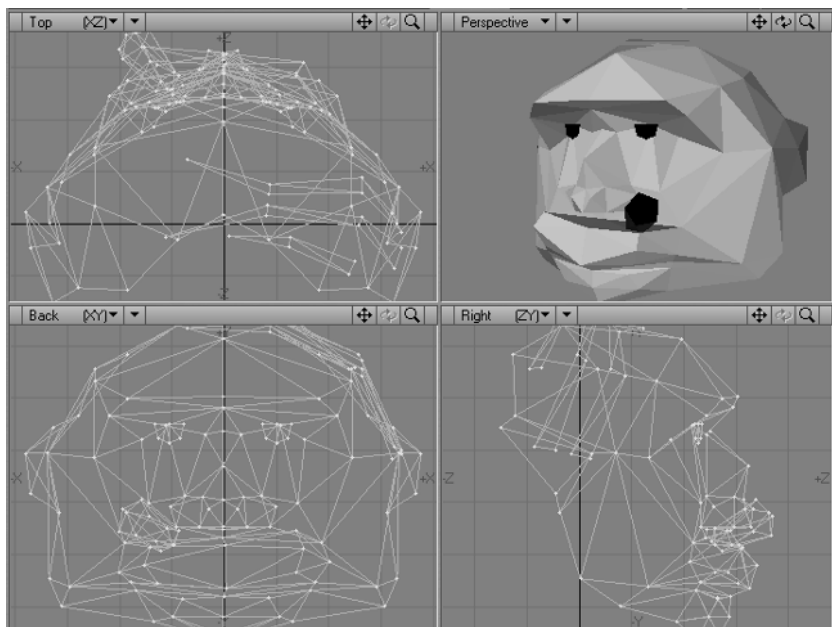 Top (XZ)
Perspective
+Z
-X
+X
-Z
Back (XY)
Right (ZY)
-X
+X
-Z
+Z
-Y